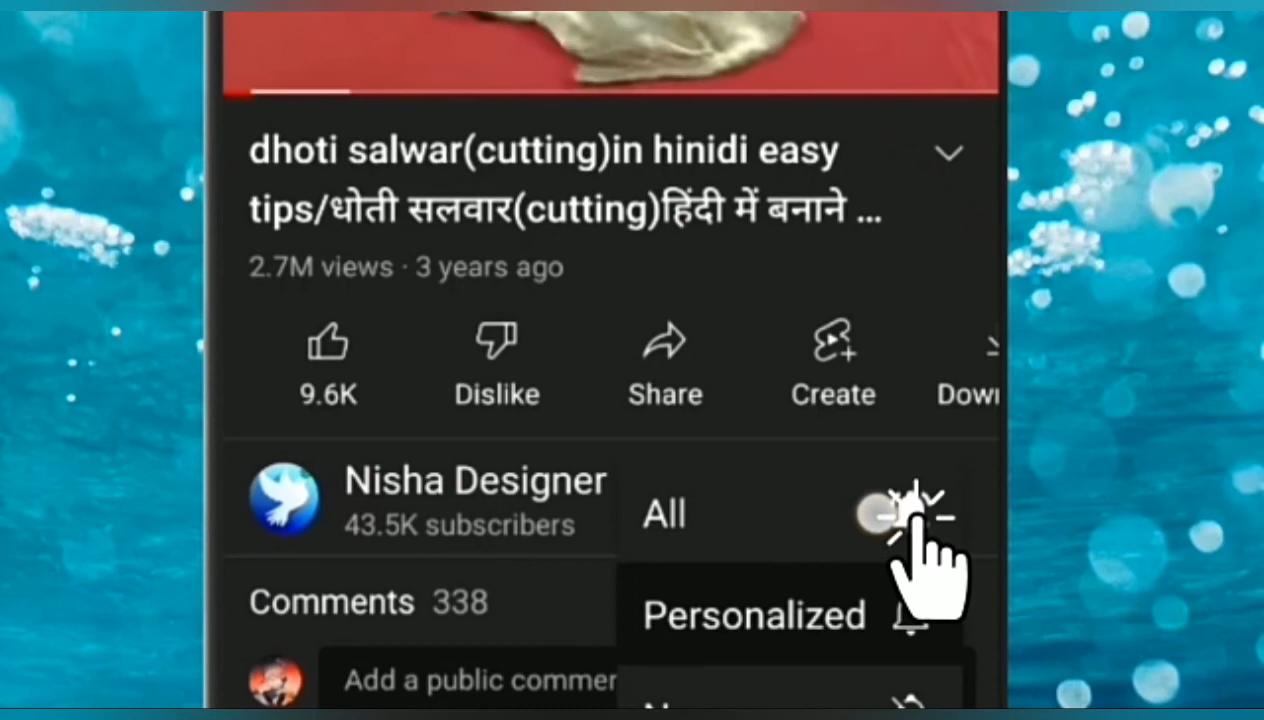 dhoti salwar(cutting)in hinidi easy
tips/धोती सलवार(cutting)हिंदी में बनाने ...
2.7M views · 3 years ago
9.6K
Dislike
Share
Create
Down
Nisha Designer
43.5K subscribers
All
Comments 338
Personalized
Add a public commen